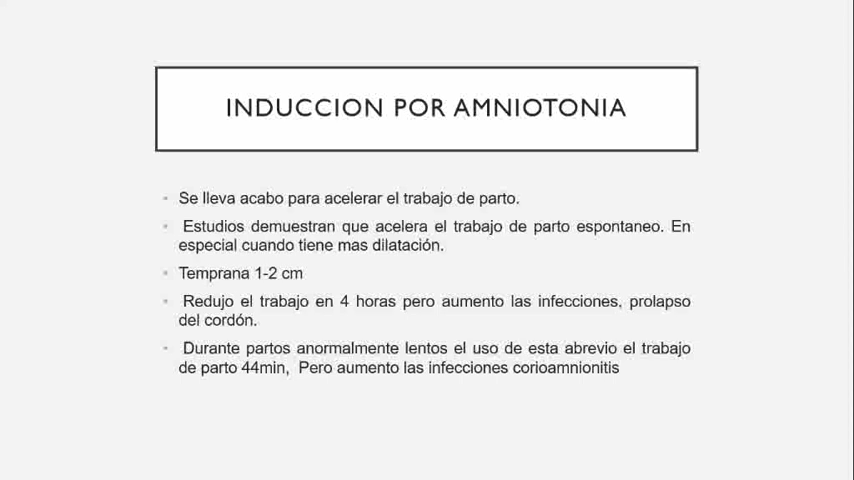 INDUCCION POR AMNIOTONIA
Se lleva acabo para acelerar el trabajo de parto.
Estudios demuestran que acelera el trabajo de parto espontaneo. En
especial cuando tiene mas dilatación.
Temprana 1-2 cm
Redujo el trabajo en 4 horas pero aumento las infecciones, prolapso
del cordón.
Durante partos anormalmente lentos el uso de esta abrevio el trabajo
de parto 44min, Pero aumento las infecciones corioamnionitis